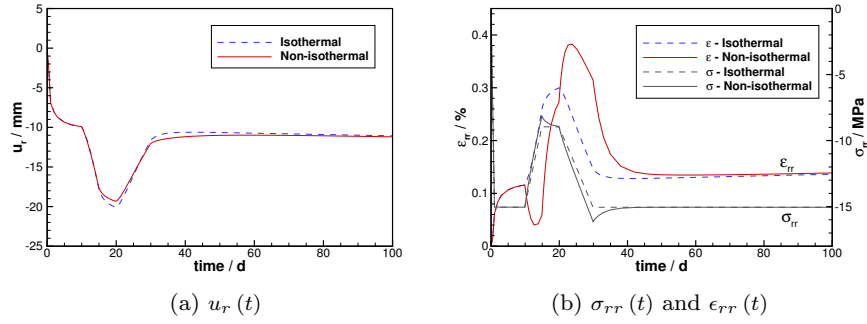 5
0
-5
-10
-15
-20
-25
u_r / mm
0 20 40 60 80 100
time / d
Isothermal
Non-isothermal
(a) u_r (t)
0.4
0.3
0.2
0.1
0
ε_rr / %
0 20 40 60 80 100
time / d
0
-5
-10
-15
σ_rr / MPa
ε - Isothermal
ε - Non-isothermal
σ - Isothermal
σ - Non-isothermal
ε_rr
σ_rr
(b) σ_rr (t) and ϵ_rr (t)